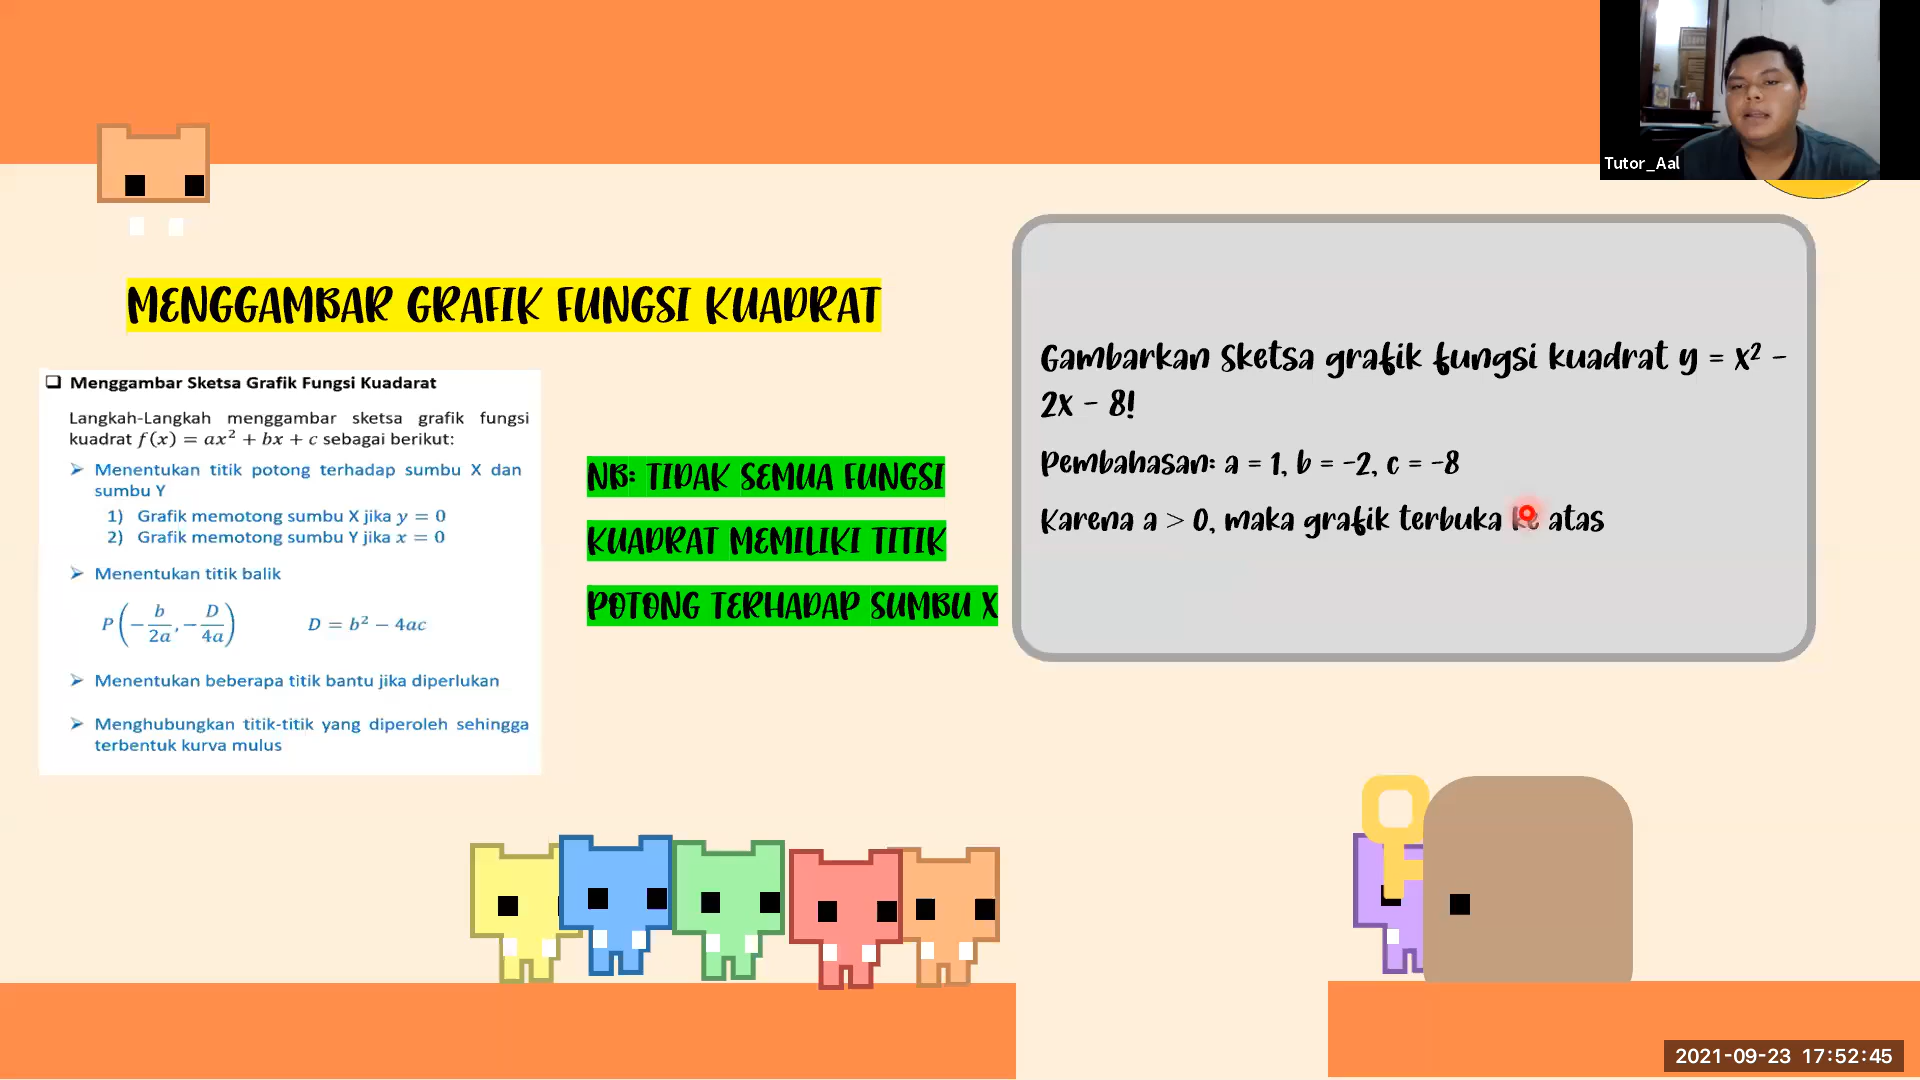 Tutor_Aal
MENGGAMBAR GRAFIK FUNGSI KUADRAT
❑ Menggambar Sketsa Grafik Fungsi Kuadarat
Langkah-Langkah menggambar sketsa grafik fungsi
kuadrat f(x) = ax² + bx + c sebagai berikut:
➢ Menentukan titik potong terhadap sumbu X dan
sumbu Y
1) Grafik memotong sumbu X jika y = 0
2) Grafik memotong sumbu Y jika x = 0
➢ Menentukan titik balik
P(-b/2a, -D/4a) D = b² − 4ac
➢ Menentukan beberapa titik bantu jika diperlukan
➢ Menghubungkan titik-titik yang diperoleh sehingga
terbentuk kurva mulus
NB: TIDAK SEMUA FUNGSI
KUADRAT MEMILIKI TITIK
POTONG TERHADAP SUMBU X
Gambarkan sketsa grafik fungsi kuadrat y = x² -
2x - 8!
Pembahasan: a = 1, b = -2, c = -8
Karena a > 0, maka grafik terbuka ke atas
2021-09-23 17:52:45